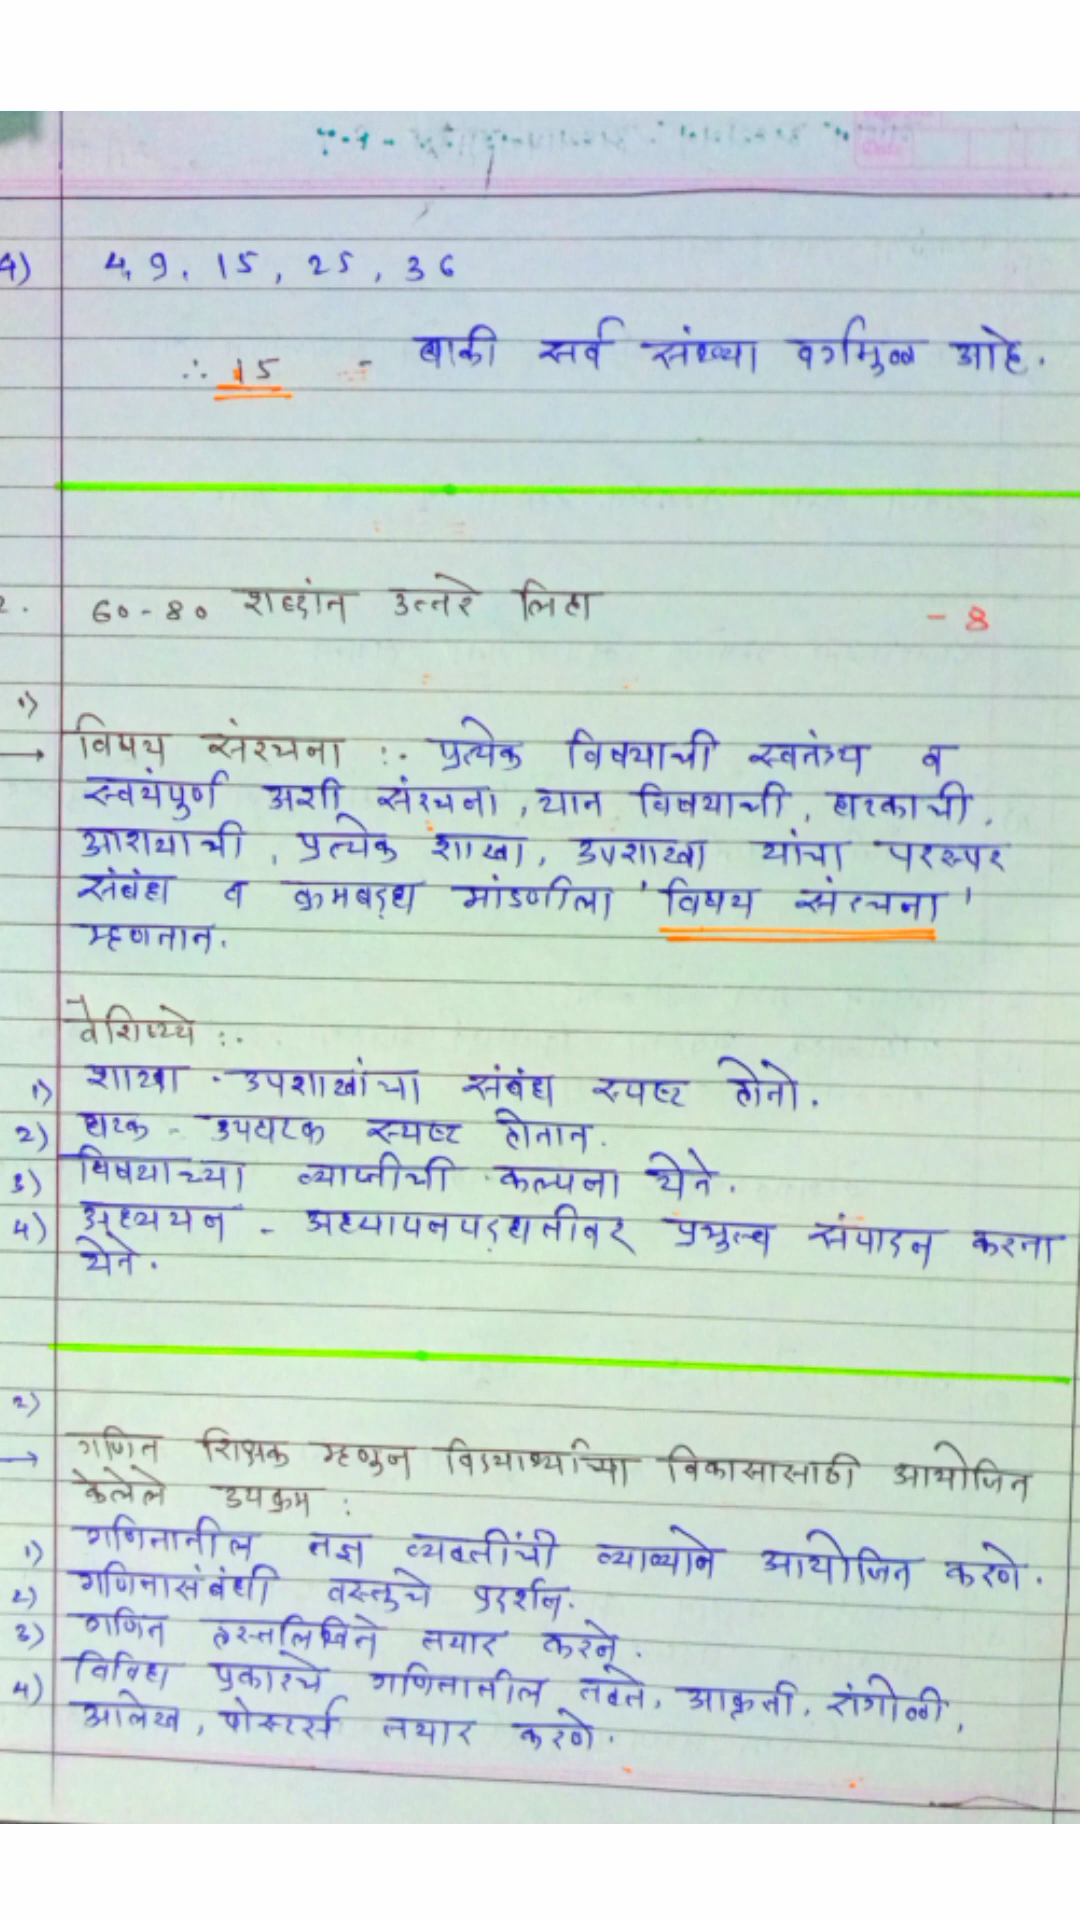 4) 4, 9, 15, 25, 36
∴ 15 - बाकी सर्व संख्या वर्गमुळ आहे.
2. 60-80 शब्दांत उत्तरे लिहा - 8
1)
→ विषय संरचना :- प्रत्येक विषयाची स्वतंत्र्य व
स्वयंपुर्ण अशी संरचना, यात विषयाची, घटकाची,
आशयाची, प्रत्येक शाखा, उपशाखा यांचा परस्पर
संबंध व क्रमबद्ध मांडणीला 'विषय संरचना'
म्हणतात.
वैशिष्ट्ये :-
1) शाखा - उपशाखांचा संबंध स्पष्ट होतो.
2) घटक - उपघटक स्पष्ट होतात.
3) विषयाच्या व्याप्तीची कल्पना येते.
4) अध्ययन - अध्यापनपद्धतीवर प्रभुत्व संपादन करता
येते.
2)
→ गणित शिक्षक म्हणुन विद्यार्थ्यांच्या विकासासाठी आयोजित
केलेले उपक्रम :
1) गणितातील तज्ञ व्यक्तींची व्याख्याने आयोजित करणे.
2) गणितासंबंधी वस्तुचे प्रदर्शन.
3) गणित हस्तलिखिते तयार करने.
4) विविध प्रकारचे गणितातील तक्ते, आकृती, रांगोळी,
आलेख, पोस्टर्स तयार करणे.